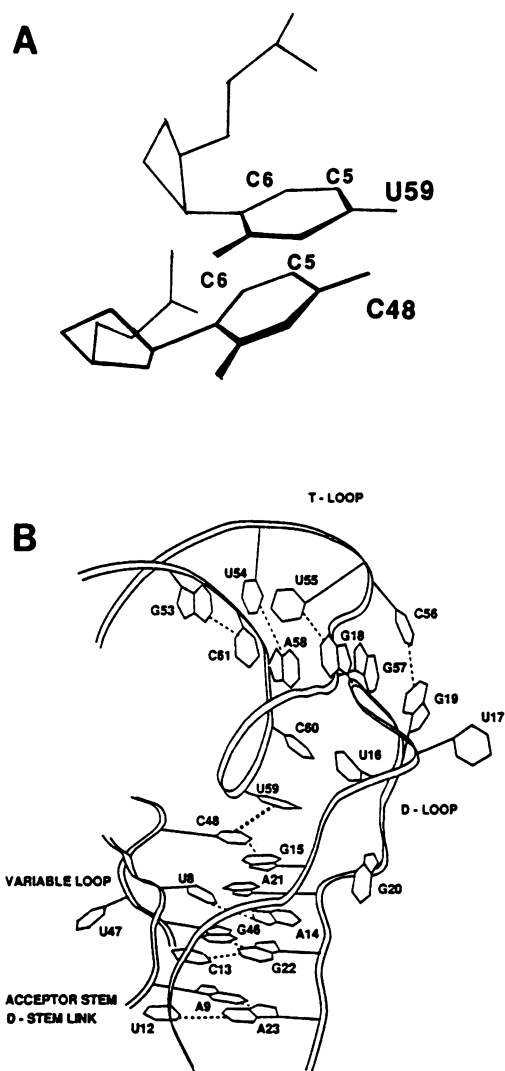 A
C6 C5 U59
C6 C5 C48
B
T - LOOP
U54 U55
G53 C56
A58 G18
C61 G57
G19
U17
C60
U16
U59
D - LOOP
C48
G15
VARIABLE LOOP U8 A21
G20
U47 G46 A14
C13 G22
ACCEPTOR STEM A9
D - STEM LINK
U12 A23